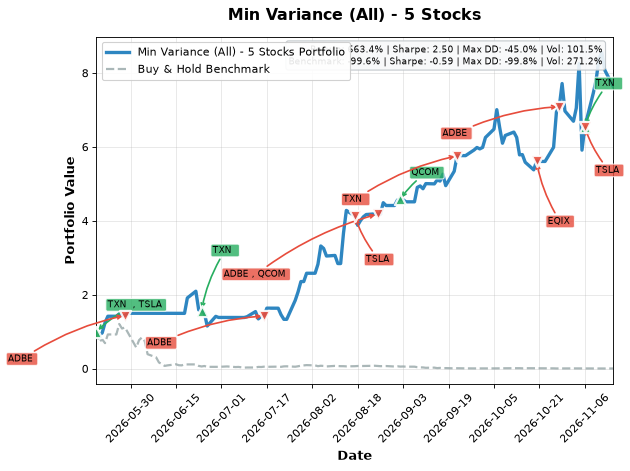 Min Variance (All) - 5 Stocks
Min Variance (All) - 5 Stocks Portfolio
Buy & Hold Benchmark
563.4% | Sharpe: 2.50 | Max DD: -45.0% | Vol: 101.5%
-99.6% | Sharpe: -0.59 | Max DD: -99.8% | Vol: 271.2%
Portfolio Value
8
6
4
2
0
TXN
ADBE
TSLA
QCOM
TXN
EQIX
TXN
TSLA
ADBE , QCOM
TXN , TSLA
ADBE
ADBE
2026-05-30
2026-06-15
2026-07-01
2026-07-17
2026-08-02
2026-08-18
2026-09-03
2026-09-19
2026-10-05
2026-10-21
2026-11-06
Date